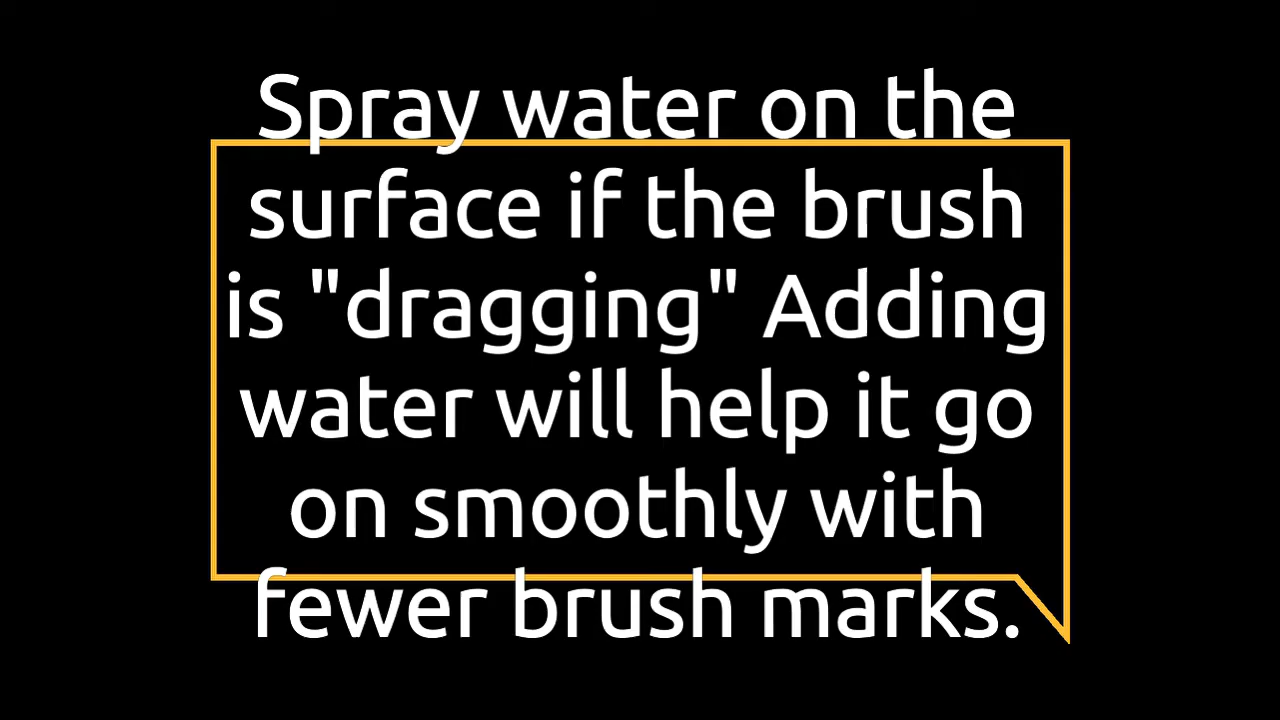 Spray water on the
surface if the brush
is "dragging" Adding
water will help it go
on smoothly with
fewer brush marks.